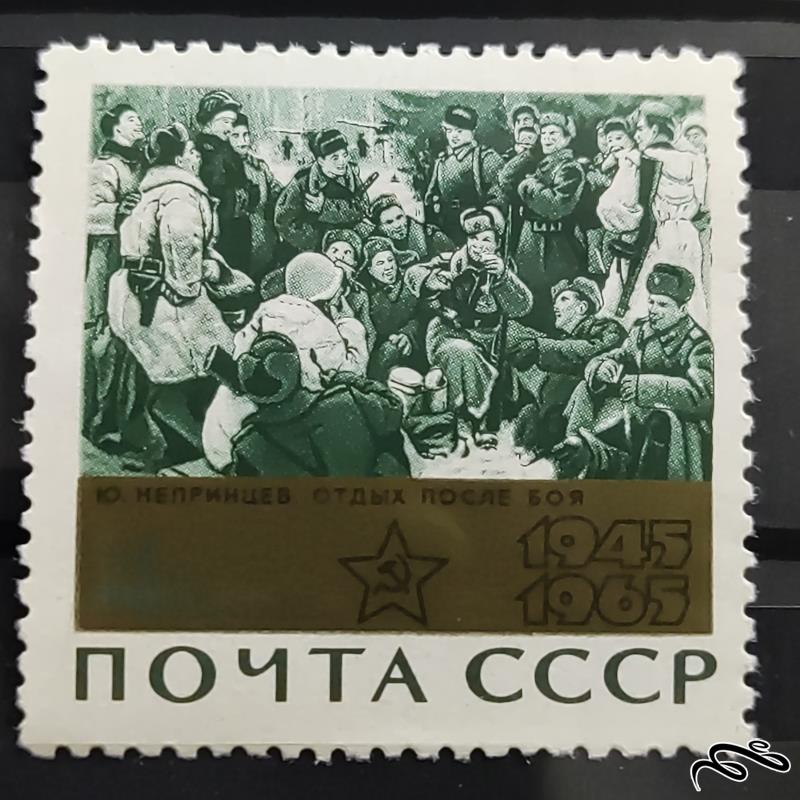 Ю. НЕПРИНЦЕВ. ОТДЫХ ПОСЛЕ БОЯ
1945
1965
ПОЧТА СССР